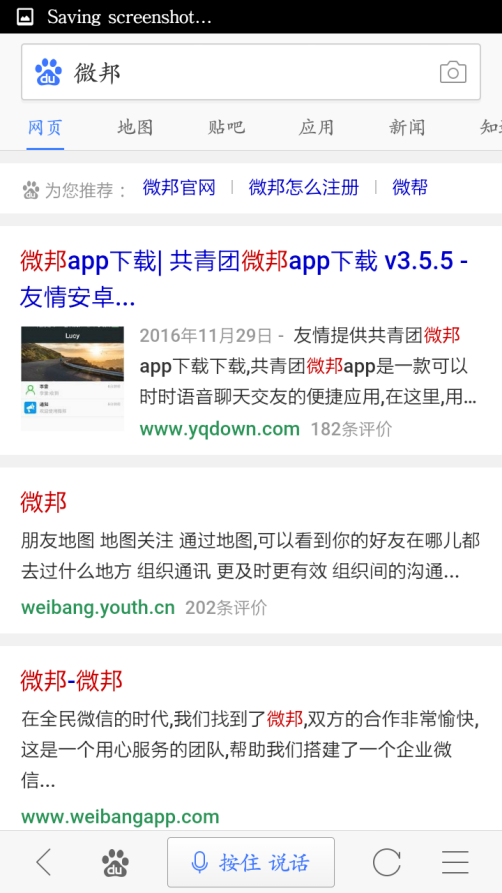 Saving screenshot...
du 微邦
网页 地图 贴吧 应用 新闻
为您推荐： 微邦官网 | 微邦怎么注册 | 微帮
微邦app下载| 共青团微邦app下载 v3.5.5 -
友情安卓...
Lucy
2016年11月29日 - 友情提供共青团微邦
app下载下载,共青团微邦app是一款可以
时时语音聊天交友的便捷应用,在这里,用...
www.yqdown.com 182条评价
微邦
朋友地图 地图关注 通过地图,可以看到你的好友在哪儿都
去过什么地方 组织通讯 更及时更有效 组织间的沟通...
weibang.youth.cn 202条评价
微邦-微邦
在全民微信的时代,我们找到了微邦,双方的合作非常愉快,
这是一个用心服务的团队,帮助我们搭建了一个企业微
信...
www.weibangapp.com
du 按住 说话